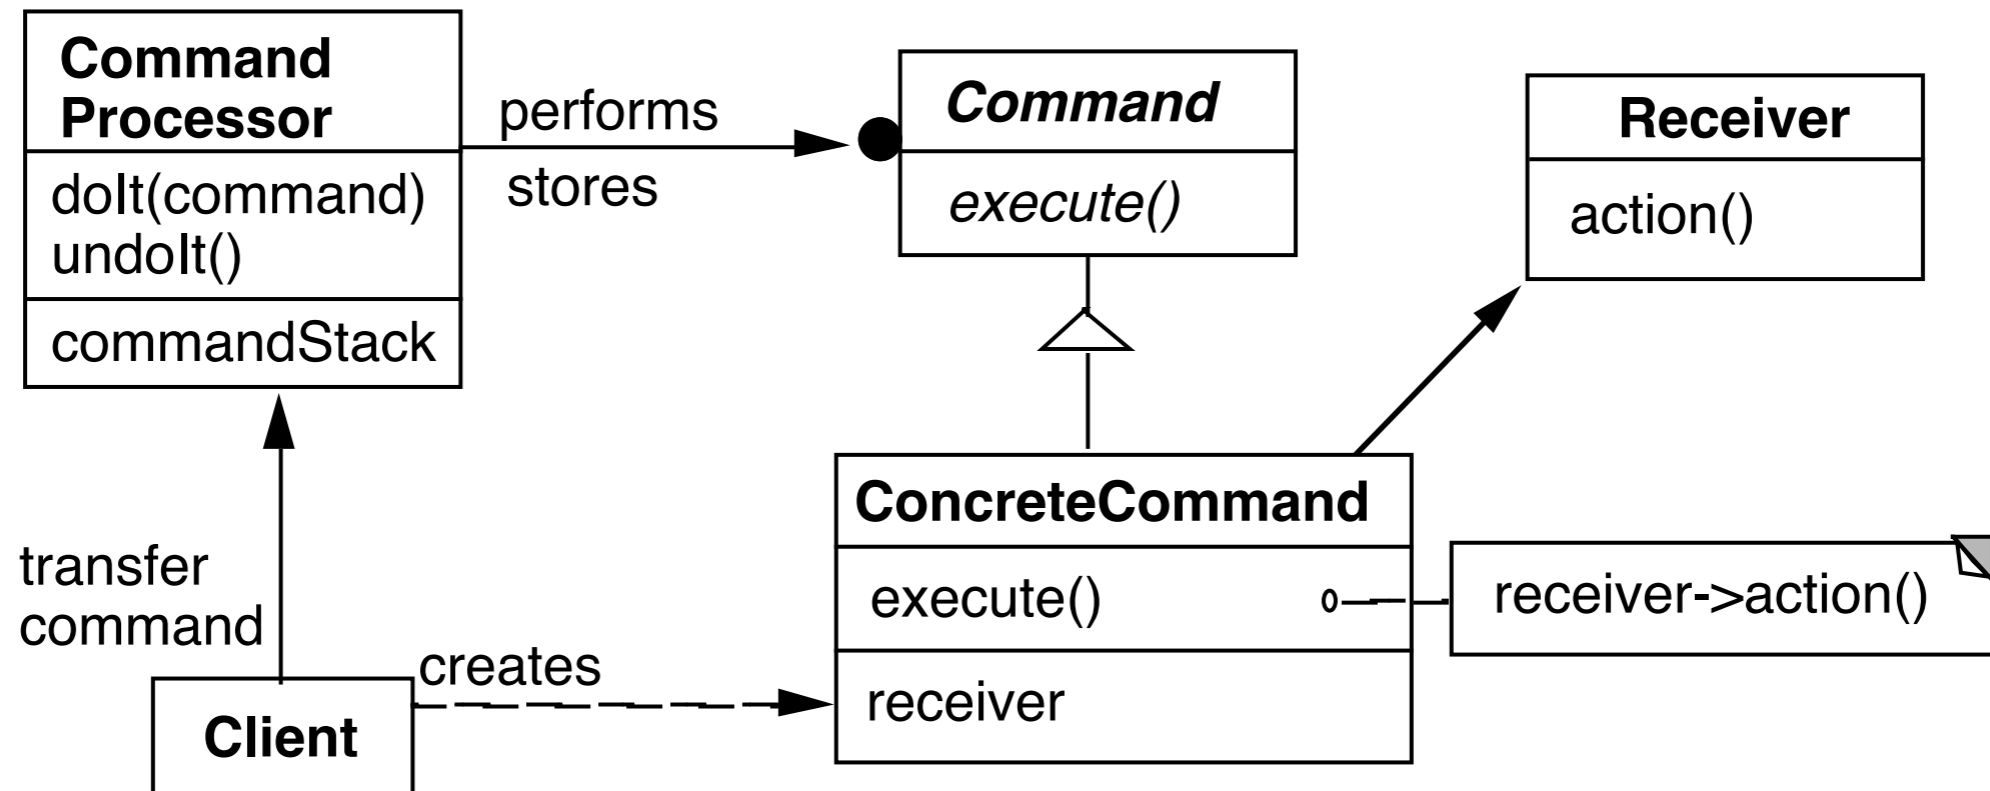 Command
Processor
doIt(command)
undoIt()
commandStack
performs
stores
Command
execute()
Receiver
action()
transfer
command
Client
creates
ConcreteCommand
execute()
receiver
receiver->action()